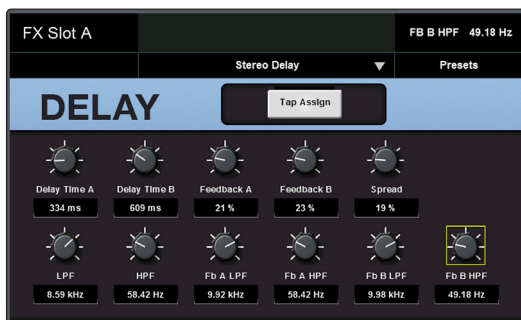 FX Slot A
FB B HPF 49.18 Hz
Stereo Delay
Presets
DELAY
Tap Assign
Delay Time A
Delay Time B
Feedback A
Feedback B
Spread
334 ms
609 ms
21 %
23 %
19 %
LPF
HPF
Fb A LPF
Fb A HPF
Fb B LPF
Fb B HPF
8.59 kHz
58.42 Hz
9.92 kHz
58.42 Hz
9.98 kHz
49.18 Hz